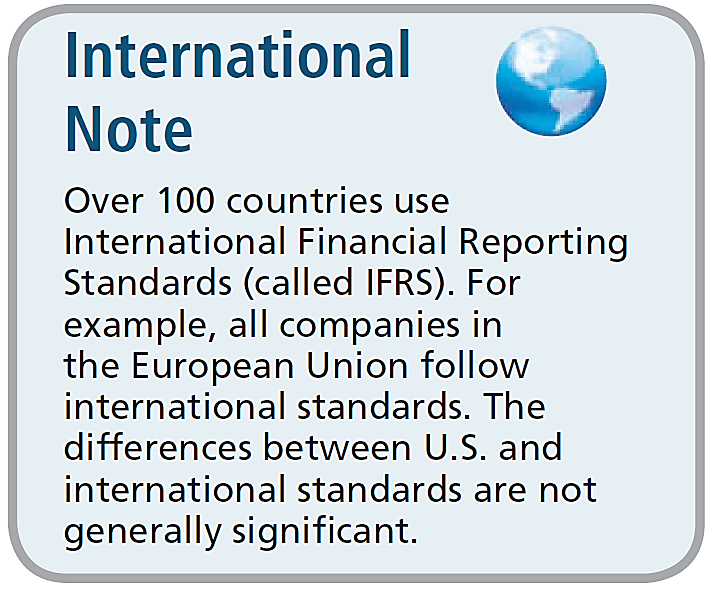 International
Note
Over 100 countries use
International Financial Reporting
Standards (called IFRS). For
example, all companies in
the European Union follow
international standards. The
differences between U.S. and
international standards are not
generally significant.